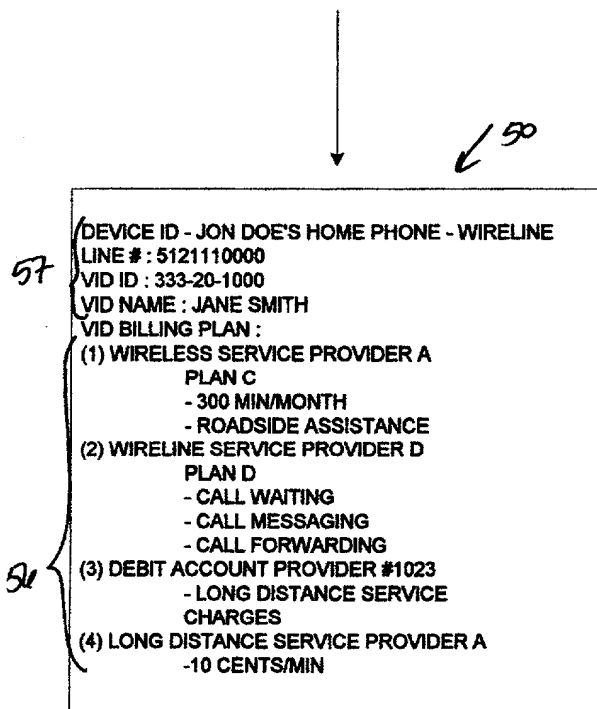 50
57
DEVICE ID - JON DOE'S HOME PHONE - WIRELINE
LINE # : 5121110000
VID ID : 333-20-1000
VID NAME : JANE SMITH
VID BILLING PLAN :
(1) WIRELESS SERVICE PROVIDER A
PLAN C
- 300 MIN/MONTH
- ROADSIDE ASSISTANCE
(2) WIRELINE SERVICE PROVIDER D
PLAN D
- CALL WAITING
- CALL MESSAGING
- CALL FORWARDING
(3) DEBIT ACCOUNT PROVIDER #1023
- LONG DISTANCE SERVICE
CHARGES
(4) LONG DISTANCE SERVICE PROVIDER A
-10 CENTS/MIN